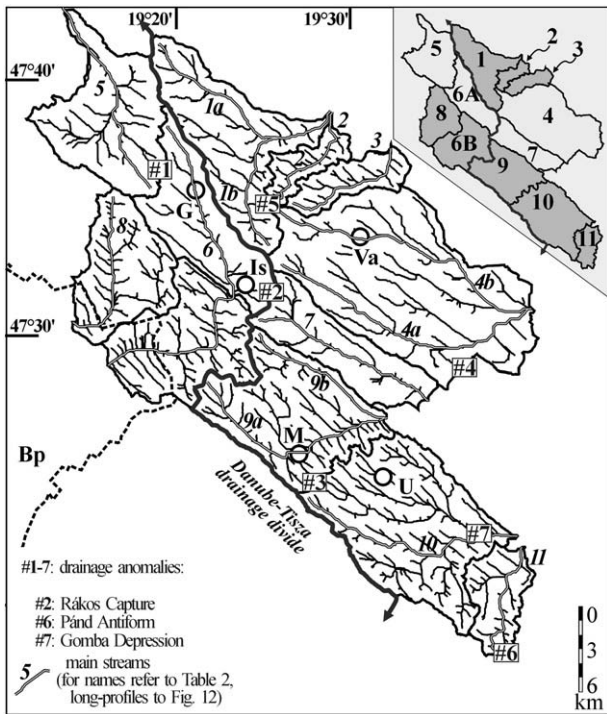 19°20' 19°30'
47°40'
5
1a
2
3
#1
1b
#5
G
8
6
Va
Is
#2
4b
47°30'
7
4a
11
#4
9b
9a
M
Bp
#3
U
Danube-Tisza
drainage divide
#7
10
11
#6
5
1
2
3
6A
4
8
6B
7
9
10
11
#1-7: drainage anomalies:
#2: Rákos Capture
#6: Pánd Antiform
#7: Gomba Depression
5 main streams
(for names refer to Table 2,
long-profiles to Fig. 12)
0
3
6
km